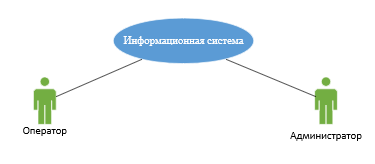 Информационная система
Оператор
Администратор